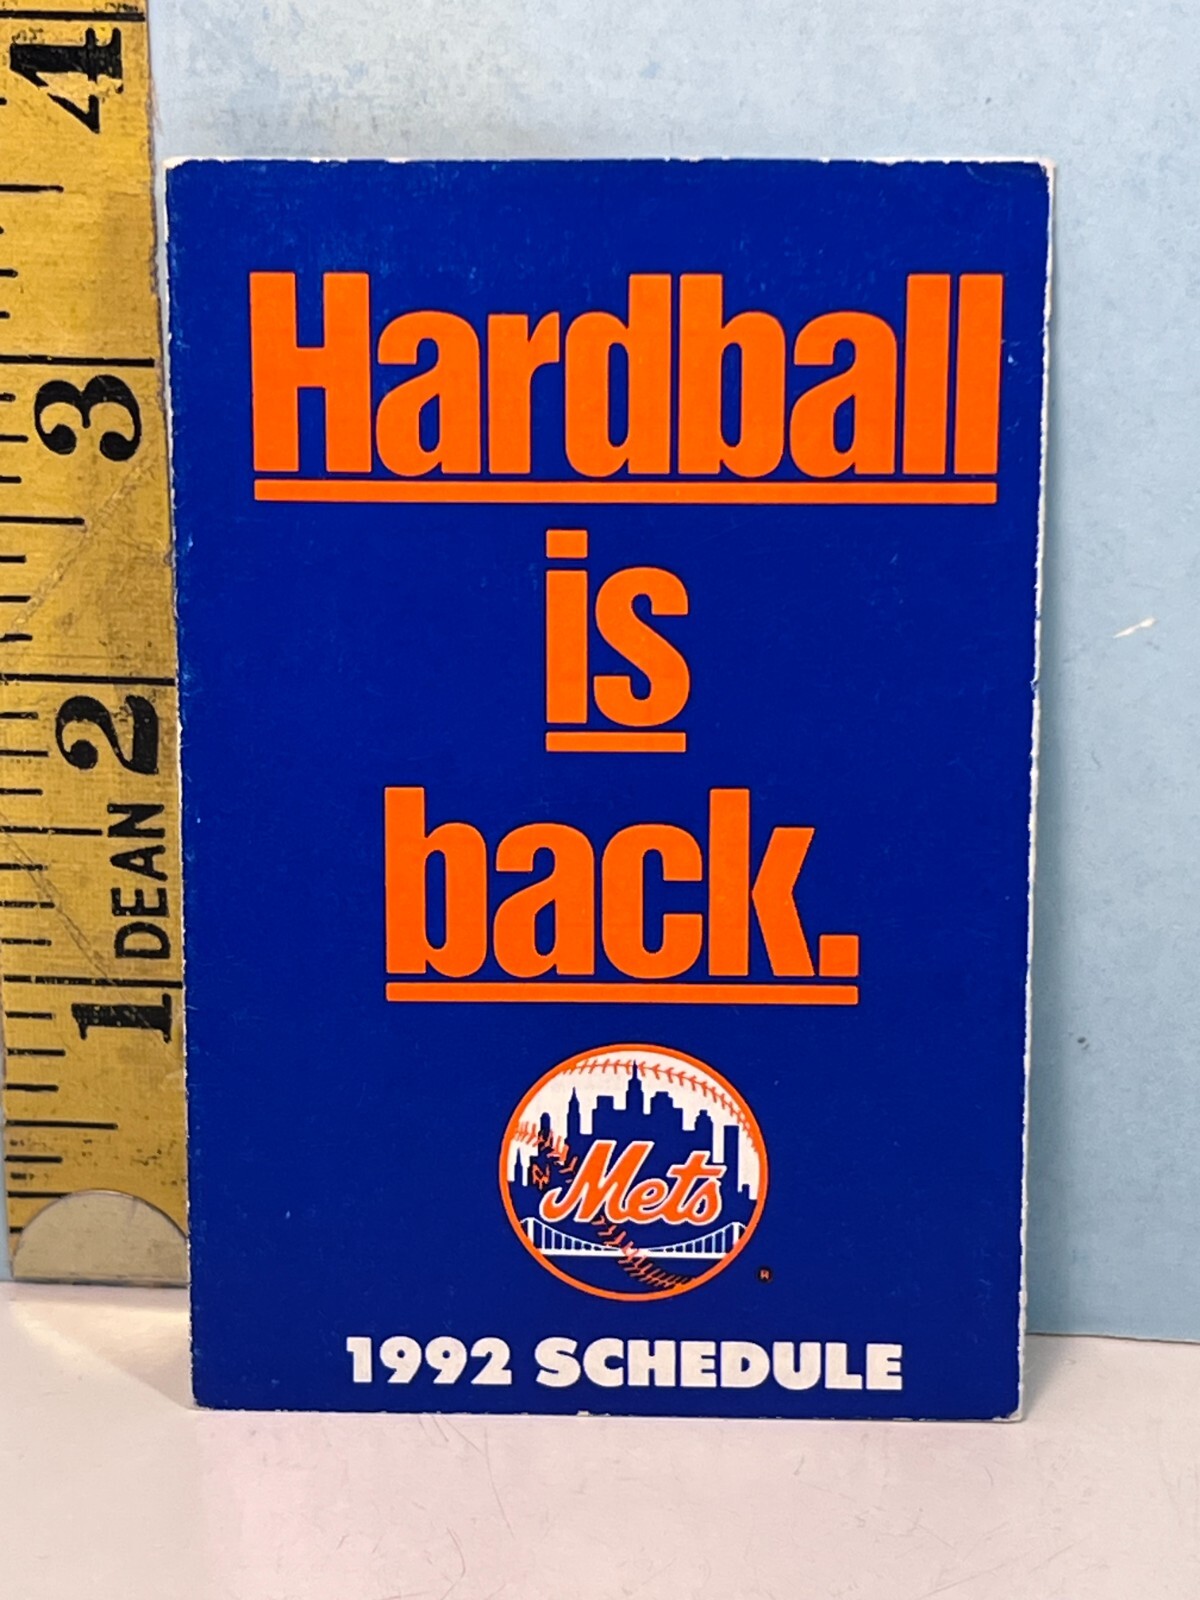 Hardball
is
back.
Mets
®
1992 SCHEDULE
4
3
2
DEAN
1